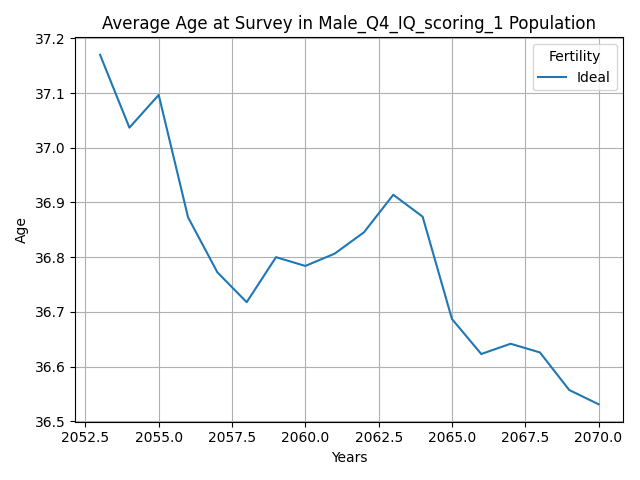 Average Age at Survey in Male_Q4_IQ_scoring_1 Population
37.2
37.1
37.0
36.9
36.8
36.7
36.6
36.5
Age
Fertility
Ideal
2052.5 2055.0 2057.5 2060.0 2062.5 2065.0 2067.5 2070.0
Years